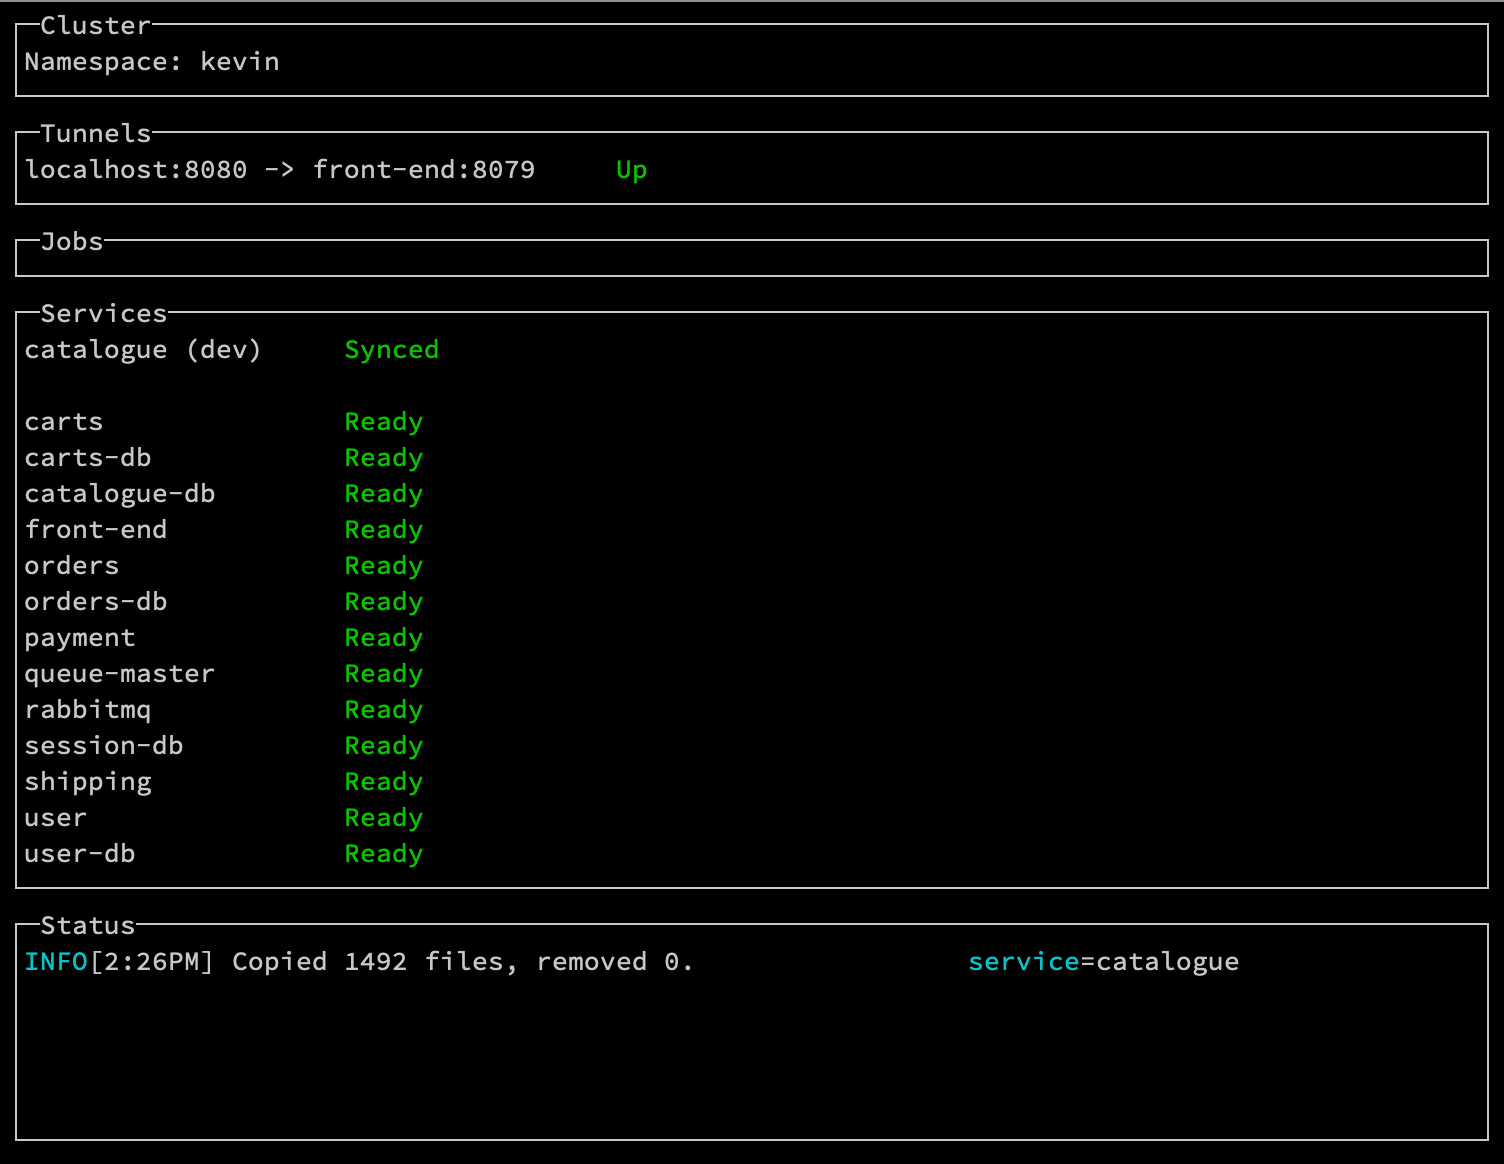 Cluster
Namespace: kevin
Tunnels
localhost:8080 -> front-end:8079 Up
Jobs
Services
catalogue (dev) Synced
carts Ready
carts-db Ready
catalogue-db Ready
front-end Ready
orders Ready
orders-db Ready
payment Ready
queue-master Ready
rabbitmq Ready
session-db Ready
shipping Ready
user Ready
user-db Ready
Status
INFO[2:26PM] Copied 1492 files, removed 0. service=catalogue